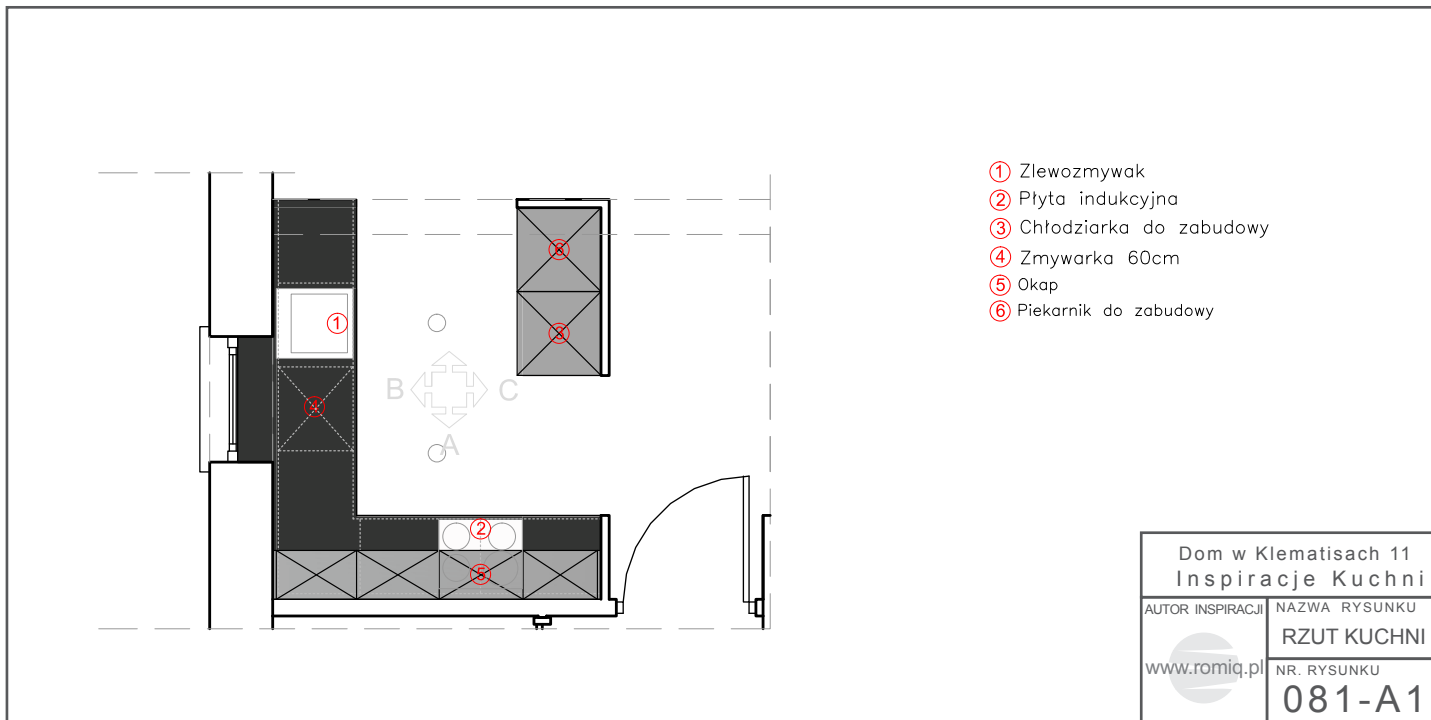 1 Zlewozmywak
2 Płyta indukcyjna
3 Chłodziarka do zabudowy
4 Zmywarka 60cm
5 Okap
6 Piekarnik do zabudowy
6
3
1
4
2
5
B
C
A
Dom w Klematisach 11
Inspiracje Kuchni
AUTOR INSPIRACJI
www.romiq.pl
NAZWA RYSUNKU
RZUT KUCHNI
NR. RYSUNKU
081-A1